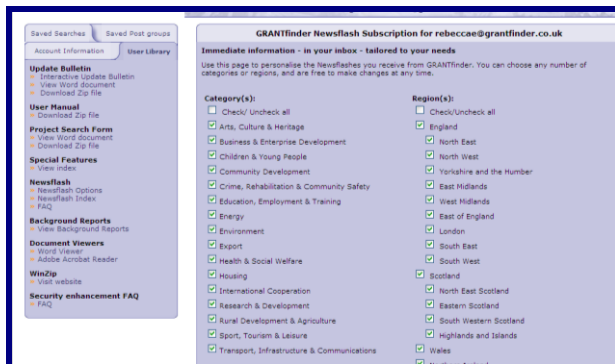 Saved Searches
Saved Post groups
Account Information
User Library
Update Bulletin
Interactive Update Bulletin
View Word document
Download Zip file
User Manual
Download Zip file
Project Search Form
View Word document
Download Zip file
Special Features
View index
Newsflash
Newsflash Options
Newsflash Index
FAQ
Background Reports
View Background Reports
Document Viewers
Word Viewer
Adobe Acrobat Reader
WinZip
Visit website
Security enhancement FAQ
FAQ
GRANTfinder Newsflash Subscription for rebeccae@grantfinder.co.uk
Immediate information - in your inbox - tailored to your needs
Use this page to personalise the Newsflashes you receive from GRANTfinder. You can choose any number of
categories or regions, and are free to make changes at any time.
Category(s):
Check/ Uncheck all
Arts, Culture & Heritage
Business & Enterprise Development
Children & Young People
Community Development
Crime, Rehabilitation & Community Safety
Education, Employment & Training
Energy
Environment
Export
Health & Social Welfare
Housing
International Cooperation
Research & Development
Rural Development & Agriculture
Sport, Tourism & Leisure
Transport, Infrastructure & Communications
Region(s):
Check/Uncheck all
England
North East
North West
Yorkshire and the Humber
East Midlands
West Midlands
East of England
London
South East
South West
Scotland
North East Scotland
Eastern Scotland
South Western Scotland
Highlands and Islands
Wales
Northern Ireland